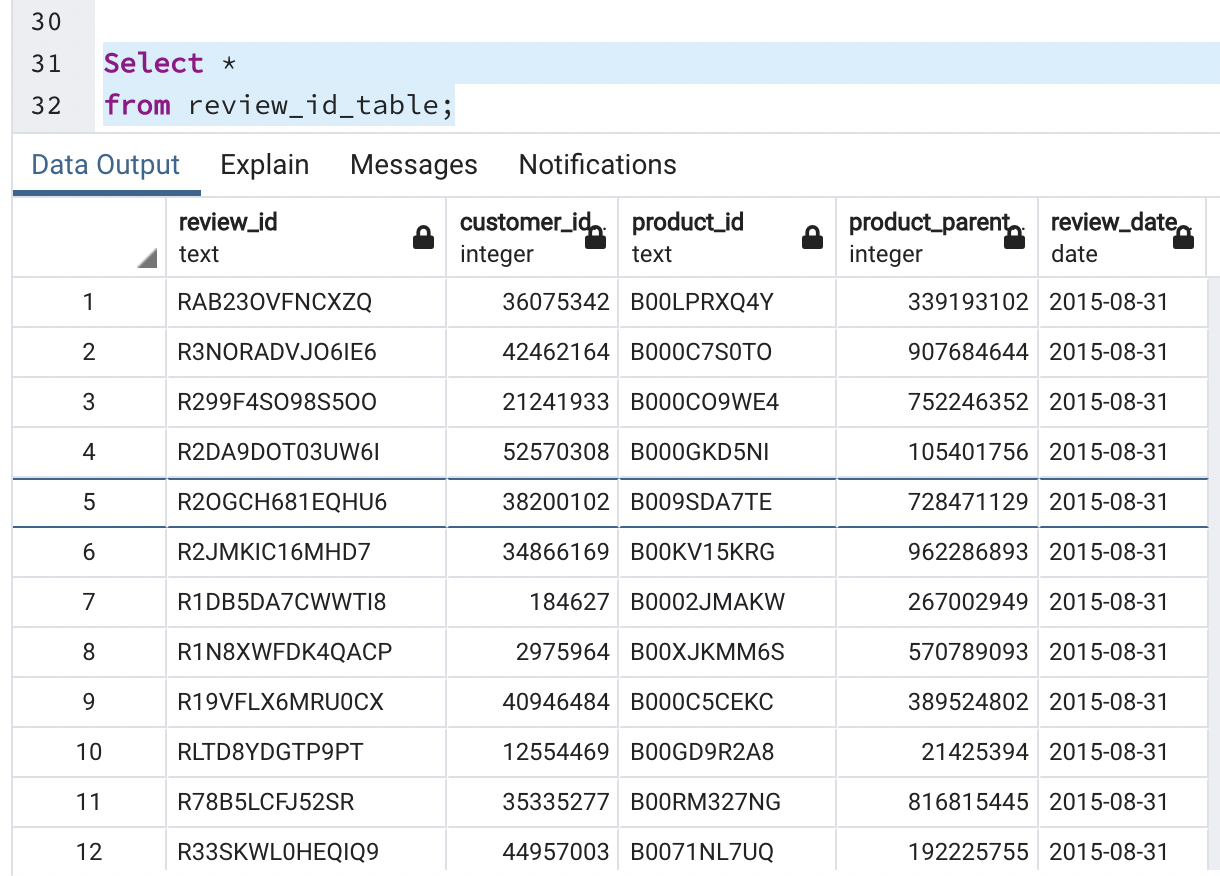 30
31 Select *
32 from review_id_table;
Data Output Explain Messages Notifications
review_id customer_id product_id product_parent review_date
text integer text integer date
1 RAB23OVFNCXZQ 36075342 B00LPRXQ4Y 339193102 2015-08-31
2 R3NORADVJO6IE6 42462164 B000C7S0TO 907684644 2015-08-31
3 R299F4SO98S5OO 21241933 B000CO9WE4 752246352 2015-08-31
4 R2DA9DOT03UW6I 52570308 B000GKD5NI 105401756 2015-08-31
5 R2OGCH681EQHU6 38200102 B009SDA7TE 728471129 2015-08-31
6 R2JMKIC16MHD7 34866169 B00KV15KRG 962286893 2015-08-31
7 R1DB5DA7CWWTI8 184627 B0002JMAKW 267002949 2015-08-31
8 R1N8XWFDK4QACP 2975964 B00XJKMM6S 570789093 2015-08-31
9 R19VFLX6MRU0CX 40946484 B000C5CEKC 389524802 2015-08-31
10 RLTD8YDGTP9PT 12554469 B00GD9R2A8 21425394 2015-08-31
11 R78B5LCFJ52SR 35335277 B00RM327NG 816815445 2015-08-31
12 R33SKWL0HEQIQ9 44957003 B0071NL7UQ 192225755 2015-08-31